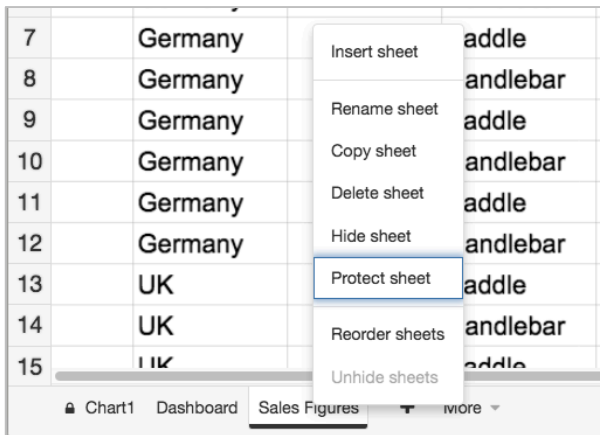 7 Germany Insert sheet addle
8 Germany andlebar
9 Germany Rename sheet addle
10 Germany Copy sheet andlebar
11 Germany Delete sheet addle
12 Germany Hide sheet andlebar
13 UK Protect sheet addle
14 UK Reorder sheets andlebar
15 UK Unhide sheets addle
Chart1 Dashboard Sales Figures + More